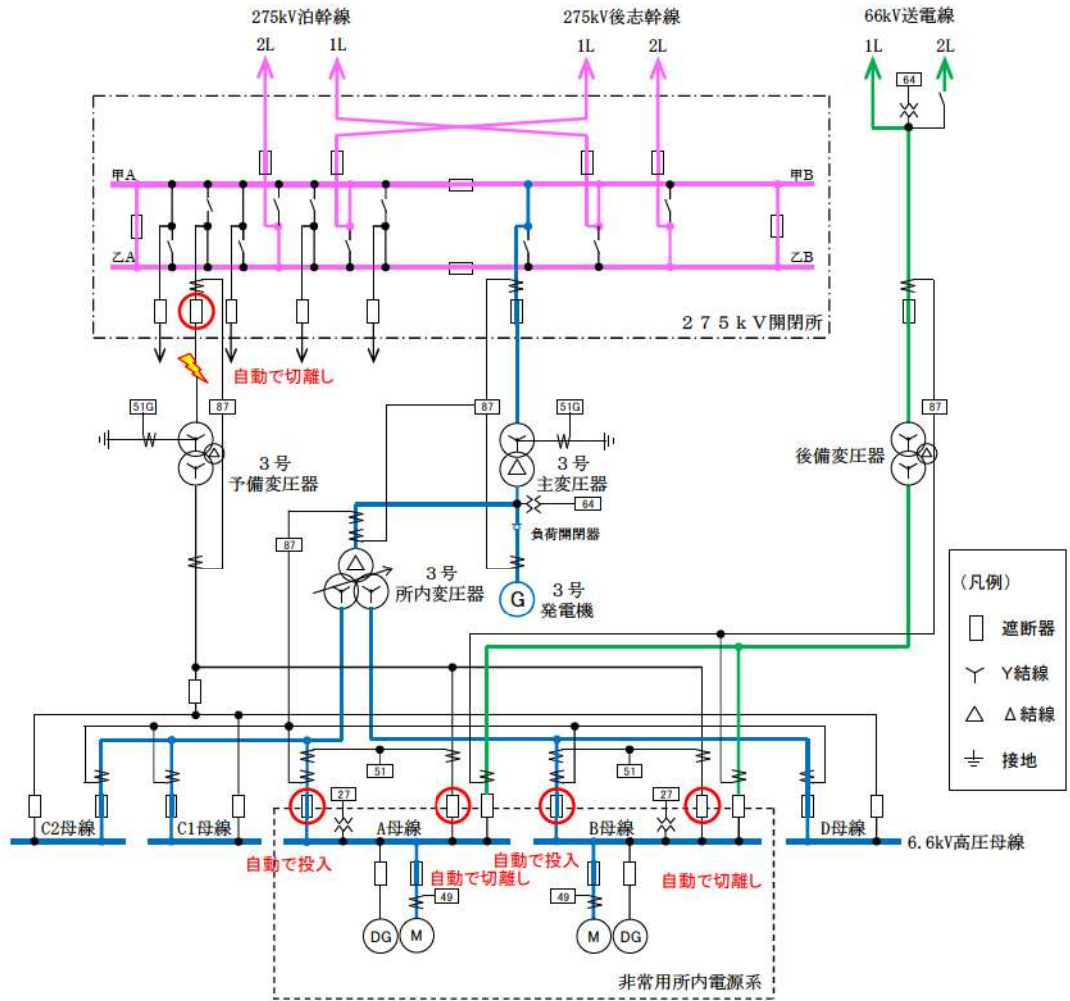 275kV泊幹線
275kV後志幹線
66kV送電線
2L
1L
1L
2L
1L
2L
64
甲A
甲B
乙A
乙B
275kV開閉所
自動で切離し
51G
87
87
51G
87
3号
予備変圧器
3号
主変圧器
後備変圧器
64
負荷開閉器
87
3号
所内変圧器
G
3号
発電機
(凡例)
遮断器
Y結線
Δ結線
接地
51
51
27
27
C2母線
C1母線
A母線
B母線
D母線
6.6kV高圧母線
自動で投入
自動で切離し
自動で投入
自動で切離し
49
49
DG
M
M
DG
非常用所内電源系